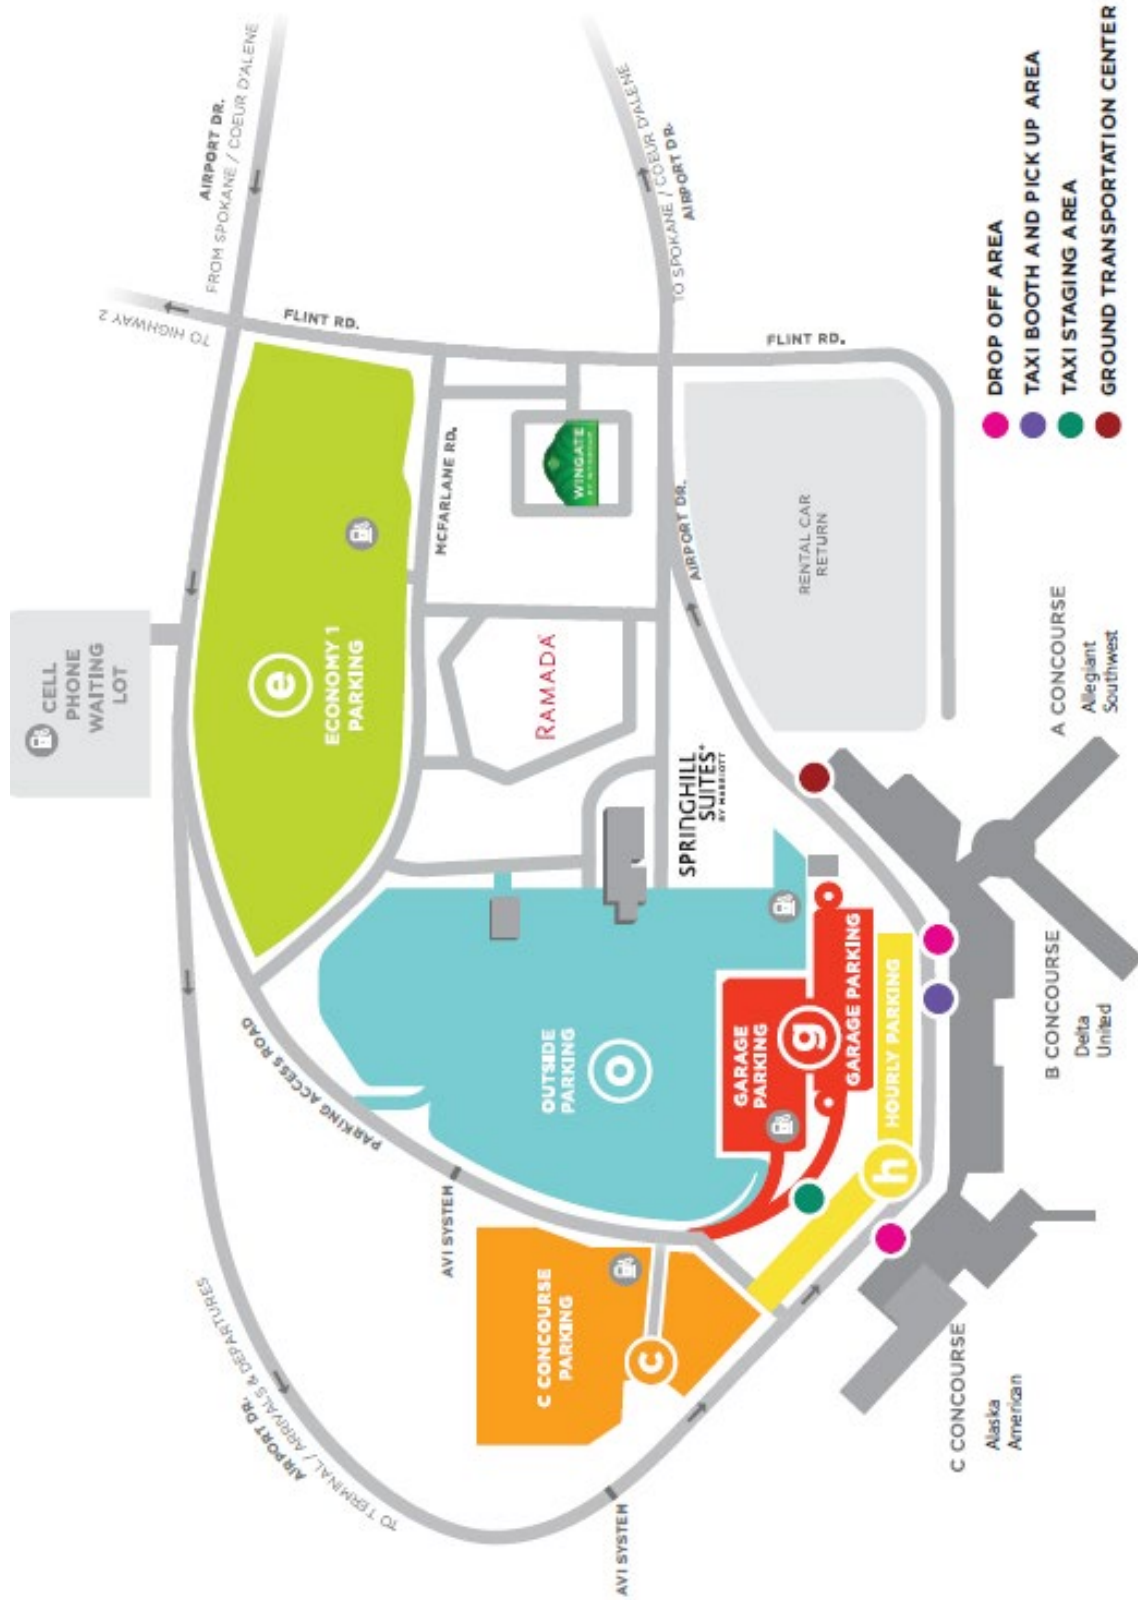 AIRPORT DR.
FROM SPOKANE / COEUR D'ALENE
TO HIGHWAY 2
FLINT RD.
CELL
PHONE
WAITING
LOT
e
ECONOMY 1
PARKING
MCFARLANE RD.
WINGATE
BY WYNDHAM
RAMADA
SPRINGHILL
SUITES
BY MARRIOTT
TO SPOKANE / COEUR D'ALENE
AIRPORT DR.
FLINT RD.
AIRPORT DR.
RENTAL CAR
RETURN
PARKING ACCESS ROAD
OUTSIDE
PARKING
o
GARAGE
PARKING
g
GARAGE PARKING
h
HOURLY PARKING
AVI SYSTEM
C CONCOURSE
PARKING
c
AIRPORT DR.
TO TERMINAL / ARRIVALS & DEPARTURES
AVI SYSTEM
C CONCOURSE
Alaska
American
B CONCOURSE
Delta
United
A CONCOURSE
Allegiant
Southwest
DROP OFF AREA
TAXI BOOTH AND PICK UP AREA
TAXI STAGING AREA
GROUND TRANSPORTATION CENTER